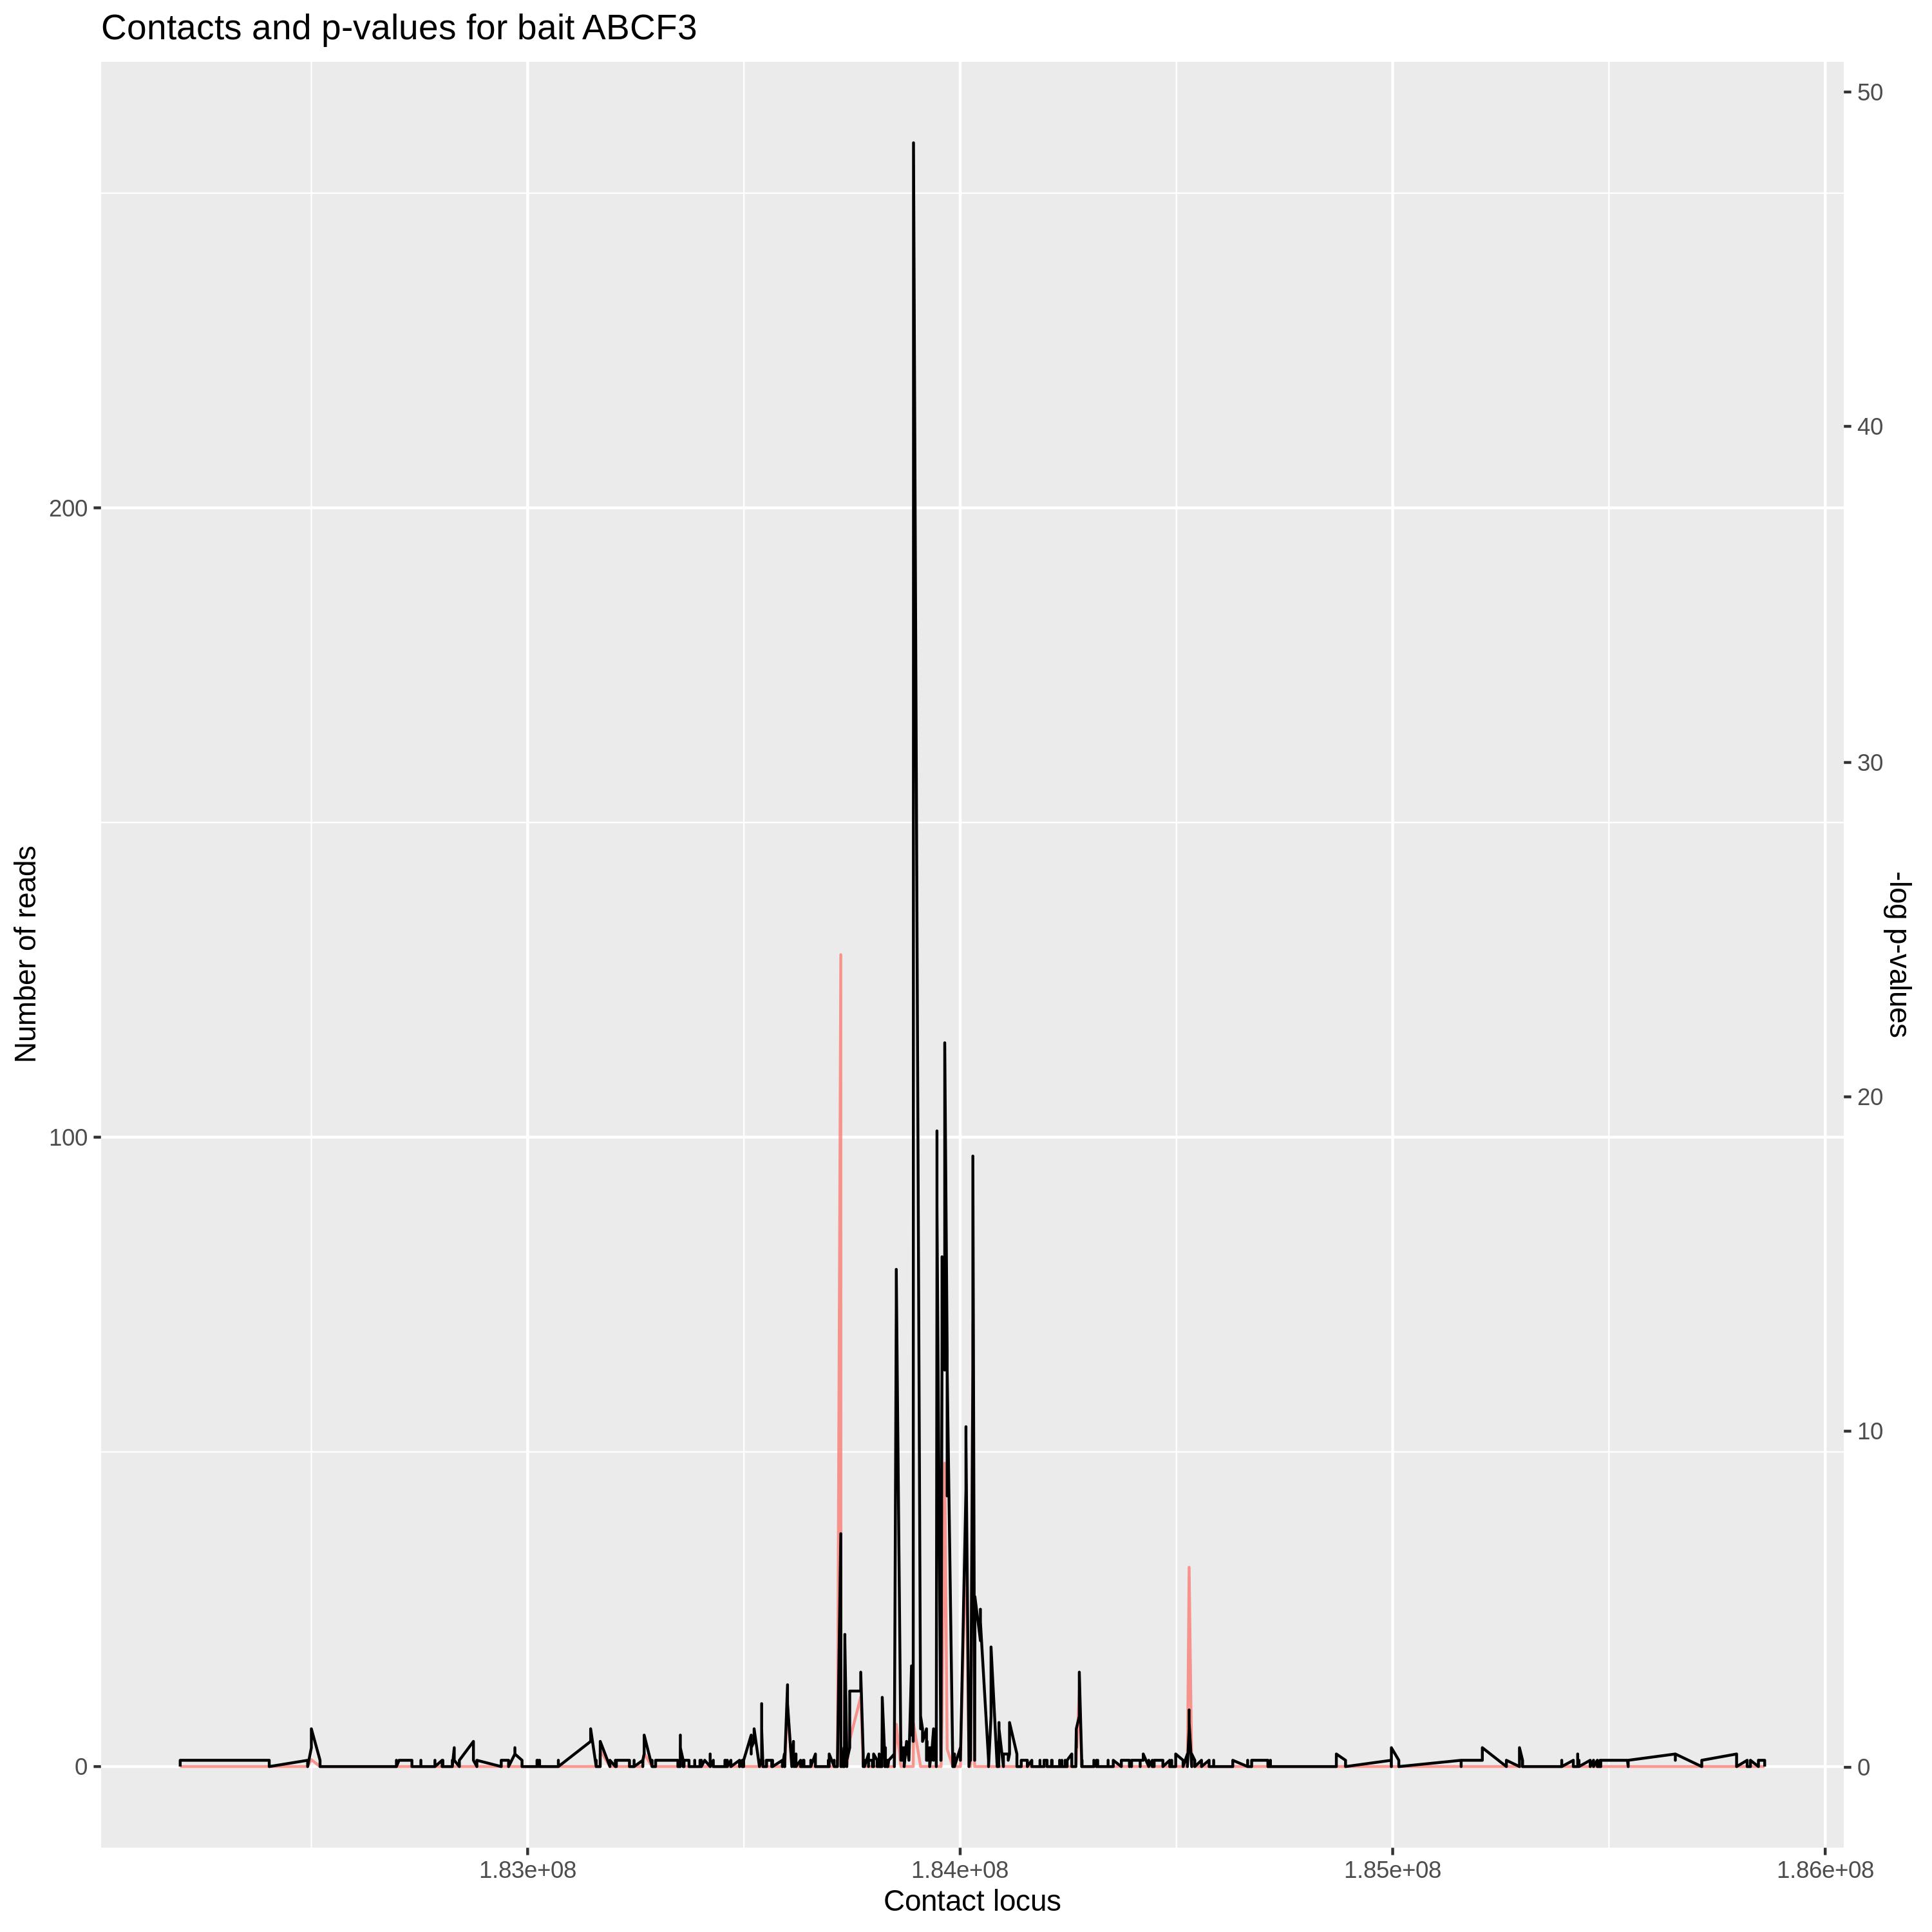 Contacts and p-values for bait ABCF3
Number of reads
200
100
0
50
40
30
20
10
0
-log p-values
1.83e+08
1.84e+08
1.85e+08
1.86e+08
Contact locus